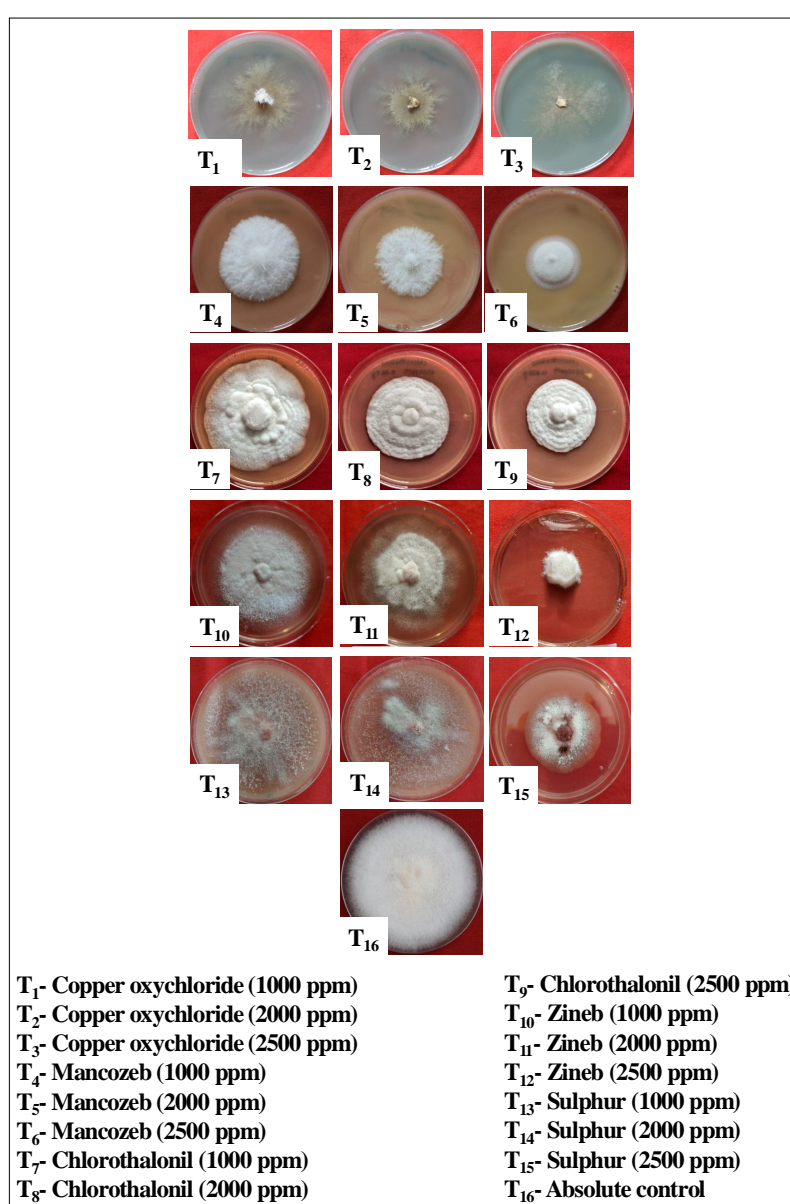 T1
T2
T3
T4
T5
T6
T7
T8
T9
T10
T11
T12
T13
T14
T15
T16
T1- Copper oxychloride (1000 ppm)
T2- Copper oxychloride (2000 ppm)
T3- Copper oxychloride (2500 ppm)
T4- Mancozeb (1000 ppm)
T5- Mancozeb (2000 ppm)
T6- Mancozeb (2500 ppm)
T7- Chlorothalonil (1000 ppm)
T8- Chlorothalonil (2000 ppm)
T9- Chlorothalonil (2500 ppm)
T10- Zineb (1000 ppm)
T11- Zineb (2000 ppm)
T12- Zineb (2500 ppm)
T13- Sulphur (1000 ppm)
T14- Sulphur (2000 ppm)
T15- Sulphur (2500 ppm)
T16- Absolute control